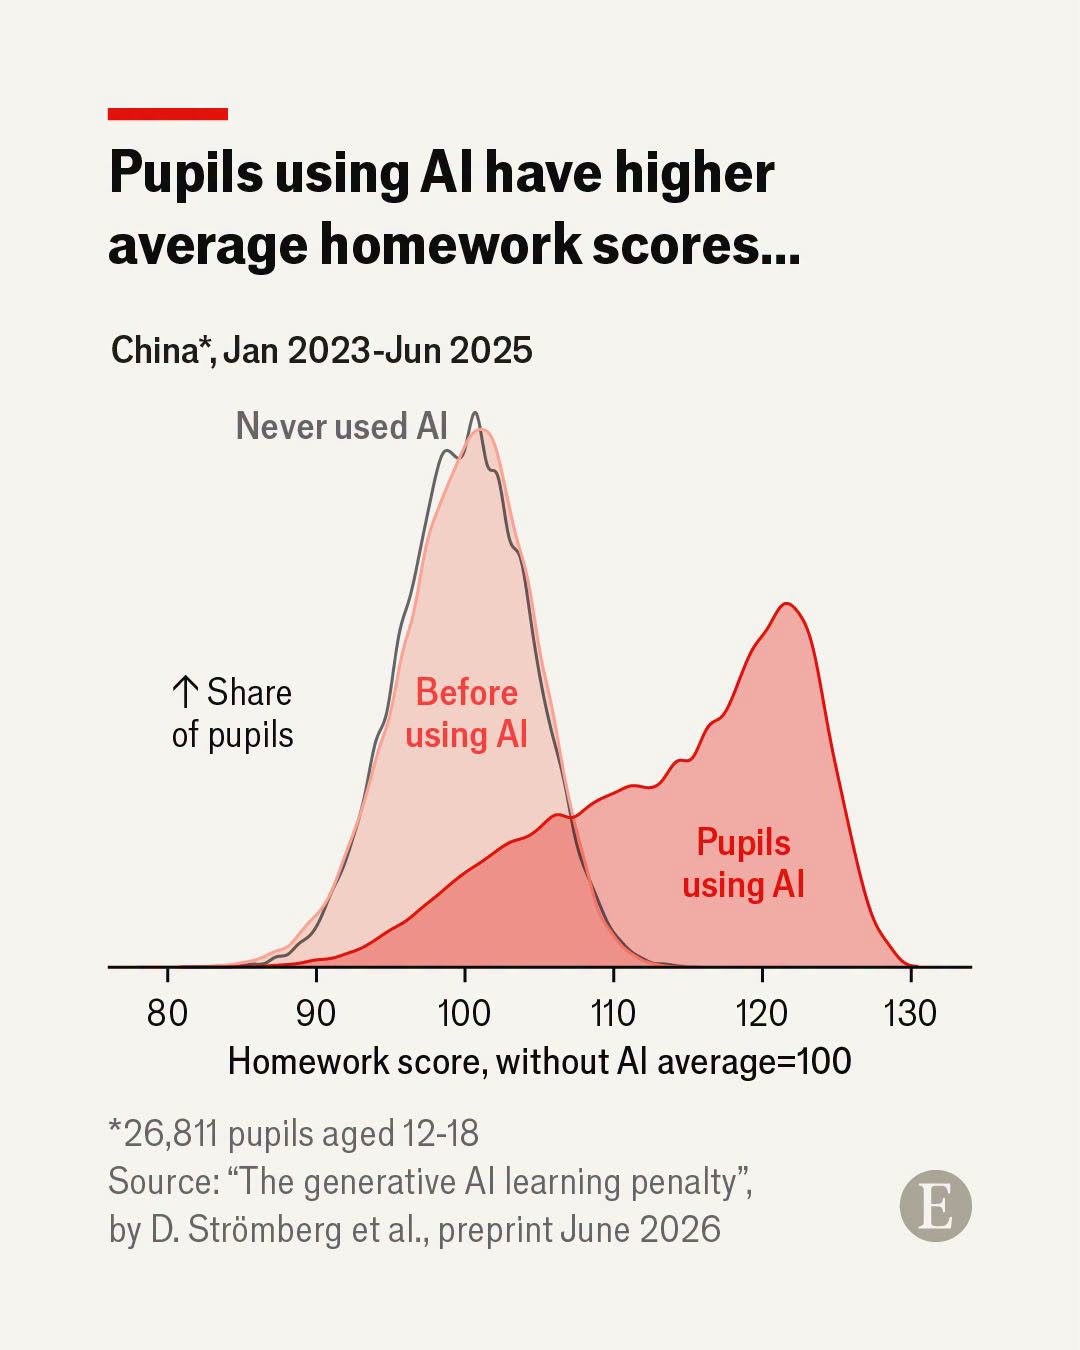 Pupils using AI have higher
average homework scores...
China*, Jan 2023-Jun 2025
Never used AI
↑ Share
of pupils
Before
using AI
Pupils
using AI
80 90 100 110 120 130
Homework score, without AI average=100
*26,811 pupils aged 12-18
Source: “The generative AI learning penalty”,
by D. Strömberg et al., preprint June 2026
E